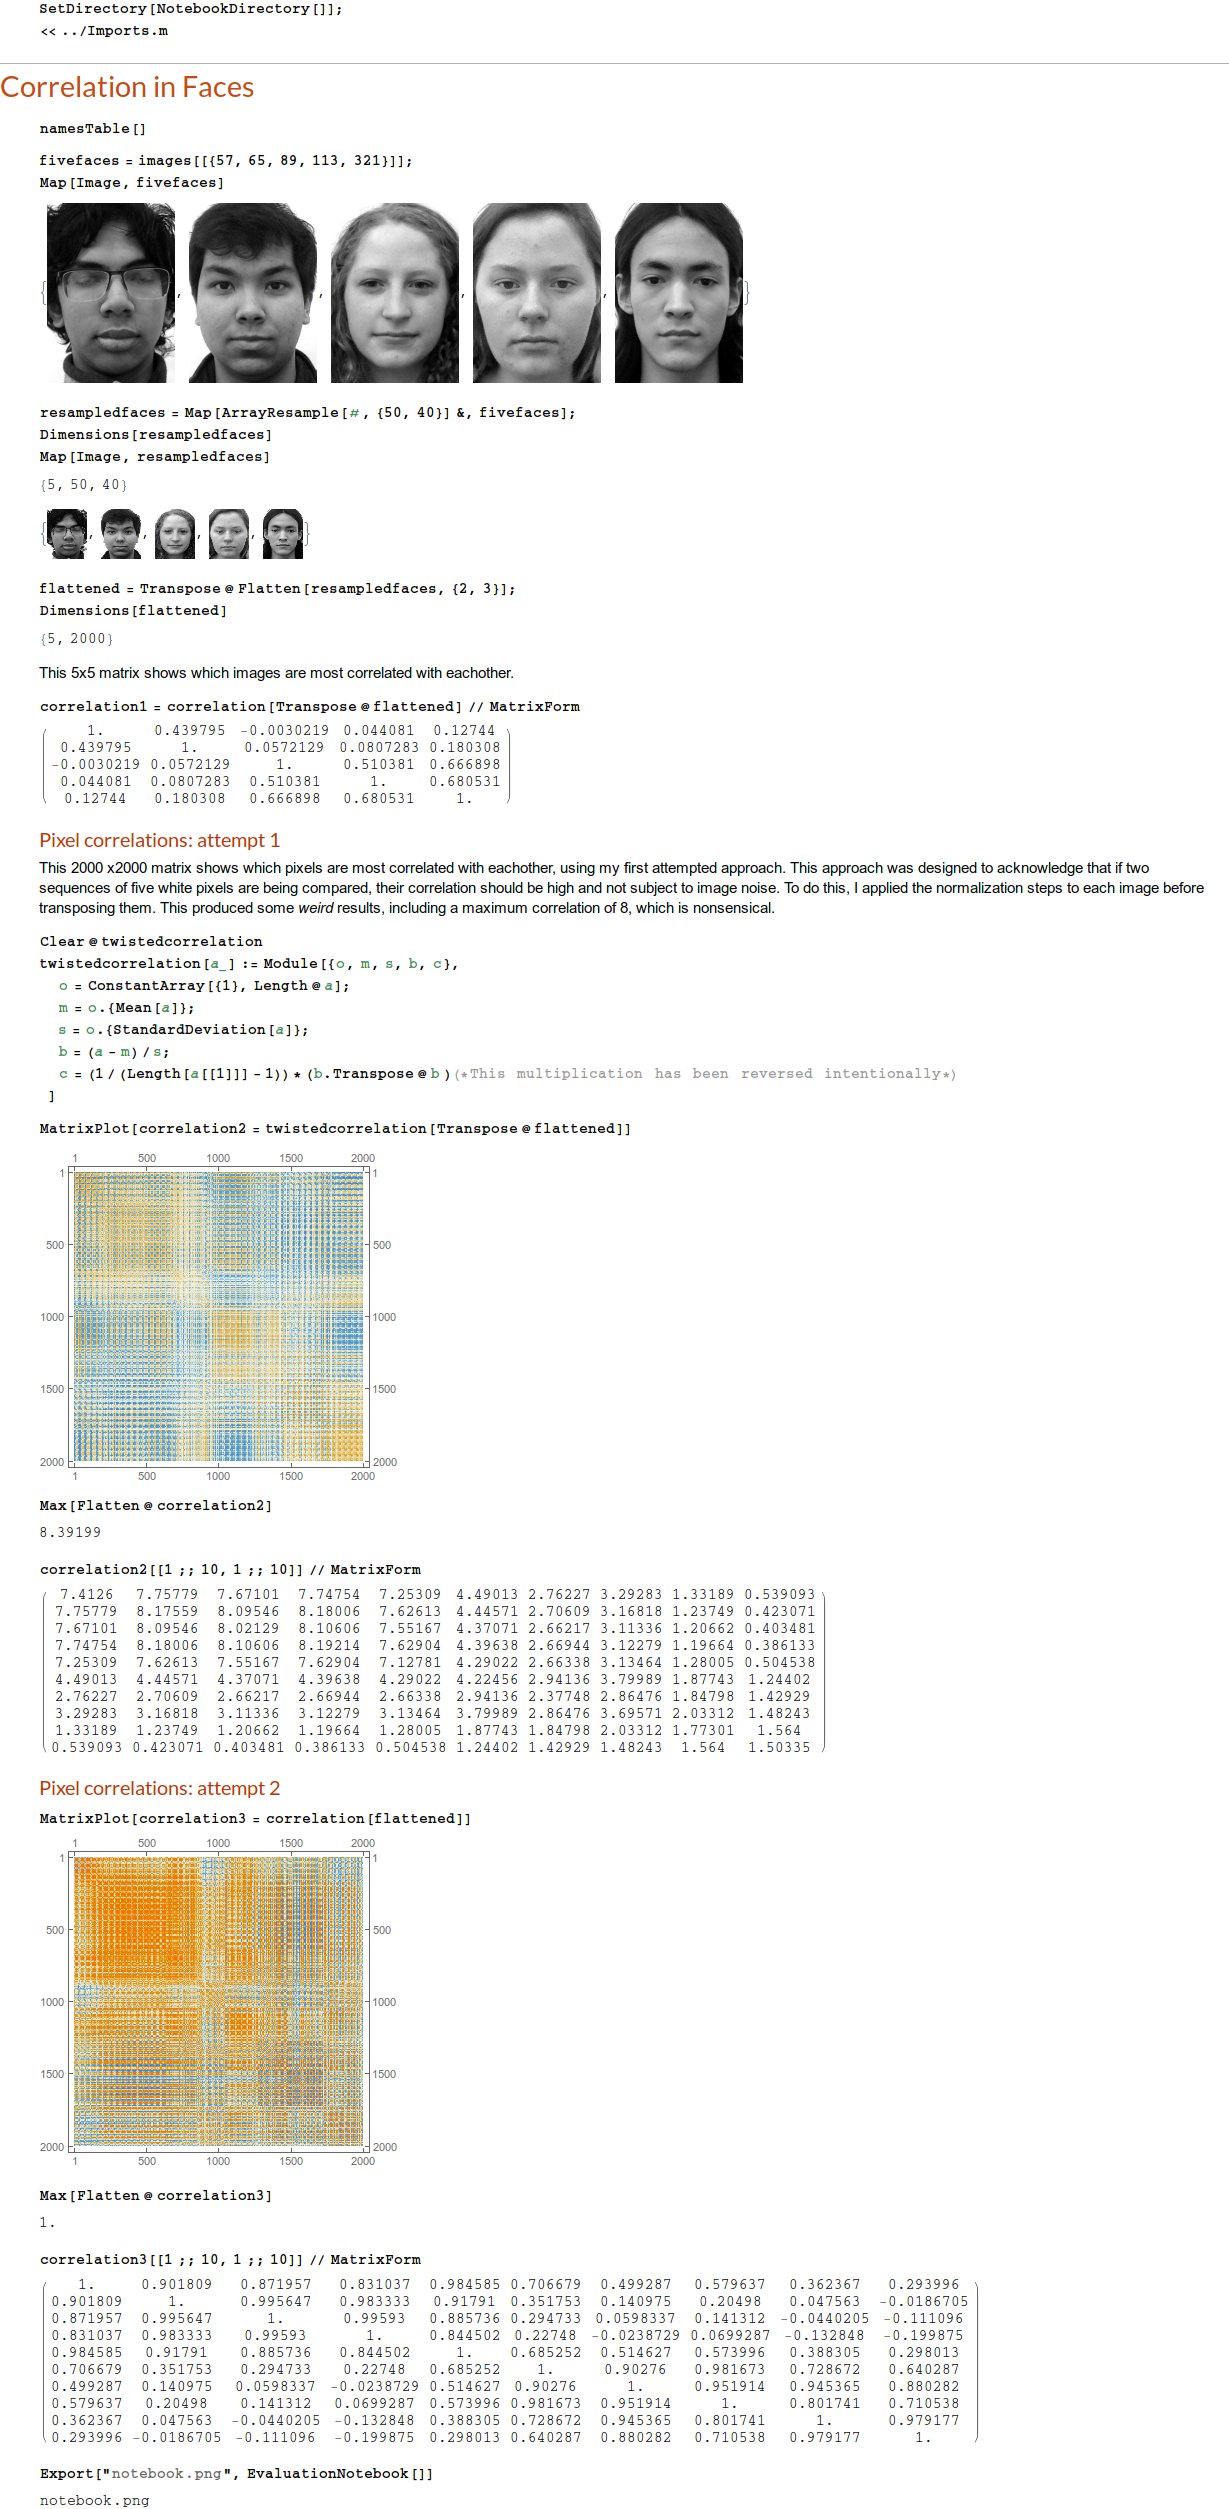 SetDirectory[NotebookDirectory[]];
<< ../Imports.m
Correlation in Faces
namesTable[]
fivefaces = images[[{57, 65, 89, 113, 321}]];
Map[Image, fivefaces]
{ , , , , }
resampledfaces = Map[ArrayResample[#, {50, 40}] &, fivefaces];
Dimensions[resampledfaces]
Map[Image, resampledfaces]
{5, 50, 40}
{ , , , , }
flattened = Transpose@Flatten[resampledfaces, {2, 3}];
Dimensions[flattened]
{5, 2000}
This 5x5 matrix shows which images are most correlated with eachother.
correlation1 = correlation[Transpose@flattened] // MatrixForm
1. 0.439795 -0.0030219 0.044081 0.12744
0.439795 1. 0.0572129 0.0807283 0.180308
-0.0030219 0.0572129 1. 0.510381 0.666898
0.044081 0.0807283 0.510381 1. 0.680531
0.12744 0.180308 0.666898 0.680531 1.
Pixel correlations: attempt 1
This 2000 x2000 matrix shows which pixels are most correlated with eachother, using my first attempted approach. This approach was designed to acknowledge that if two
sequences of five white pixels are being compared, their correlation should be high and not subject to image noise. To do this, I applied the normalization steps to each image before
transposing them. This produced some weird results, including a maximum correlation of 8, which is nonsensical.
Clear@twistedcorrelation
twistedcorrelation[a_] := Module[{o, m, s, b, c},
o = ConstantArray[{1}, Length@a];
m = o.{Mean[a]};
s = o.{StandardDeviation[a]};
b = (a - m) / s;
c = (1 / (Length[a[[1]]] - 1)) * (b.Transpose@b)(*This multiplication has been reversed intentionally*)
]
MatrixPlot[correlation2 = twistedcorrelation[Transpose@flattened]]
1 500 1000 1500 2000
1 1
500 500
1000 1000
1500 1500
2000 2000
1 500 1000 1500 2000
Max[Flatten@correlation2]
8.39199
correlation2[[1 ;; 10, 1 ;; 10]] // MatrixForm
7.4126 7.75779 7.67101 7.74754 7.25309 4.49013 2.76227 3.29283 1.33189 0.539093
7.75779 8.17559 8.09546 8.18006 7.62613 4.44571 2.70609 3.16818 1.23749 0.423071
7.67101 8.09546 8.02129 8.10606 7.55167 4.37071 2.66217 3.11336 1.20662 0.403481
7.74754 8.18006 8.10606 8.19214 7.62904 4.39638 2.66944 3.12279 1.19664 0.386133
7.25309 7.62613 7.55167 7.62904 7.12781 4.29022 2.66338 3.13464 1.28005 0.504538
4.49013 4.44571 4.37071 4.39638 4.29022 4.22456 2.94136 3.79989 1.87743 1.24402
2.76227 2.70609 2.66217 2.66944 2.66338 2.94136 2.37748 2.86476 1.84798 1.42929
3.29283 3.16818 3.11336 3.12279 3.13464 3.79989 2.86476 3.69571 2.03312 1.48243
1.33189 1.23749 1.20662 1.19664 1.28005 1.87743 1.84798 2.03312 1.77301 1.564
0.539093 0.423071 0.403481 0.386133 0.504538 1.24402 1.42929 1.48243 1.564 1.50335
Pixel correlations: attempt 2
MatrixPlot[correlation3 = correlation[flattened]]
1 500 1000 1500 2000
1 1
500 500
1000 1000
1500 1500
2000 2000
1 500 1000 1500 2000
Max[Flatten@correlation3]
1.
correlation3[[1 ;; 10, 1 ;; 10]] // MatrixForm
1. 0.901809 0.871957 0.831037 0.984585 0.706679 0.499287 0.579637 0.362367 0.293996
0.901809 1. 0.995647 0.983333 0.91791 0.351753 0.140975 0.20498 0.047563 -0.0186705
0.871957 0.995647 1. 0.99593 0.885736 0.294733 0.0598337 0.141312 -0.0440205 -0.111096
0.831037 0.983333 0.99593 1. 0.844502 0.22748 -0.0238729 0.0699287 -0.132848 -0.199875
0.984585 0.91791 0.885736 0.844502 1. 0.685252 0.514627 0.573996 0.388305 0.298013
0.706679 0.351753 0.294733 0.22748 0.685252 1. 0.90276 0.981673 0.728672 0.640287
0.499287 0.140975 0.0598337 -0.0238729 0.514627 0.90276 1. 0.951914 0.945365 0.880282
0.579637 0.20498 0.141312 0.0699287 0.573996 0.981673 0.951914 1. 0.801741 0.710538
0.362367 0.047563 -0.0440205 -0.132848 0.388305 0.728672 0.945365 0.801741 1. 0.979177
0.293996 -0.0186705 -0.111096 -0.199875 0.298013 0.640287 0.880282 0.710538 0.979177 1.
Export["notebook.png", EvaluationNotebook[]]
notebook.png